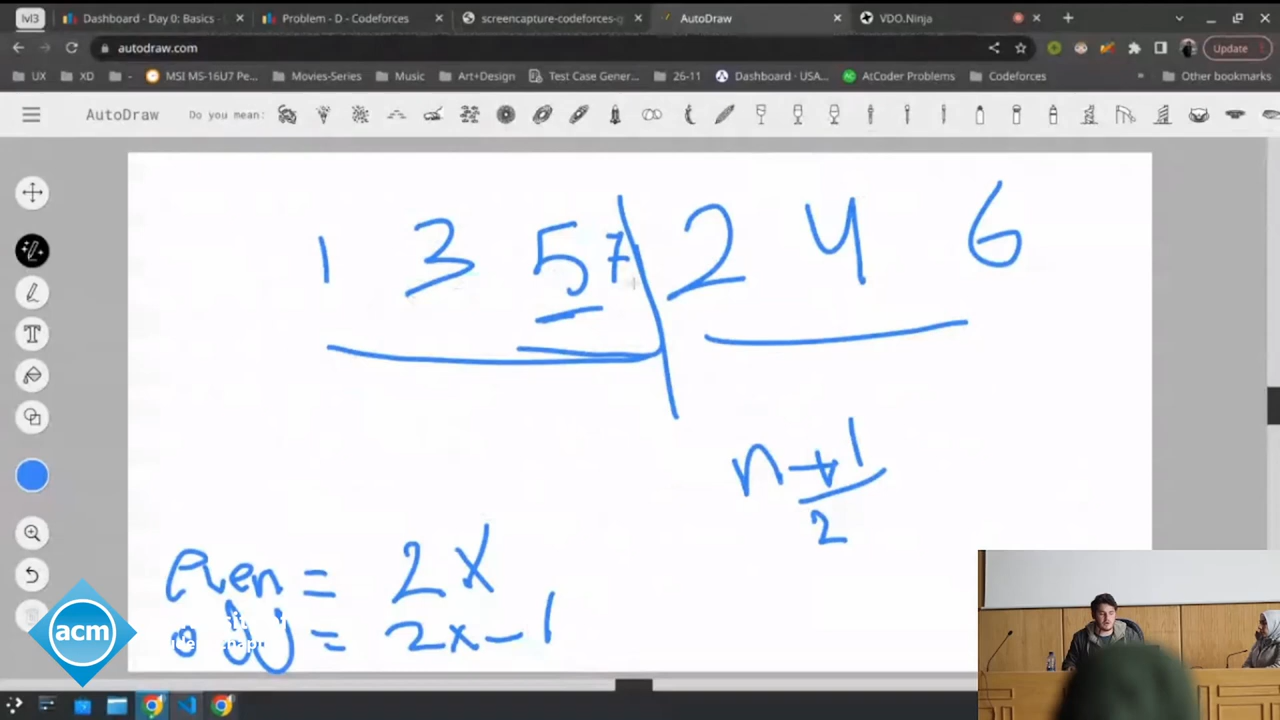 lvl3
Dashboard - Day 0: Basics -
Problem - D - Codeforces
screencapture-codeforces-g
AutoDraw
VDO.Ninja
autodraw.com
Update
UX
XD
-
MSI MS-16U7 Pe...
Movies-Series
Music
Art+Design
Test Case Gener...
26-11
Dashboard - USA...
AtCoder Problems
Codeforces
»
Other bookmarks
AutoDraw
Do you mean:
1 3 5 7 2 4 6
n+1
2
even = 2x
= 2x-1
acm